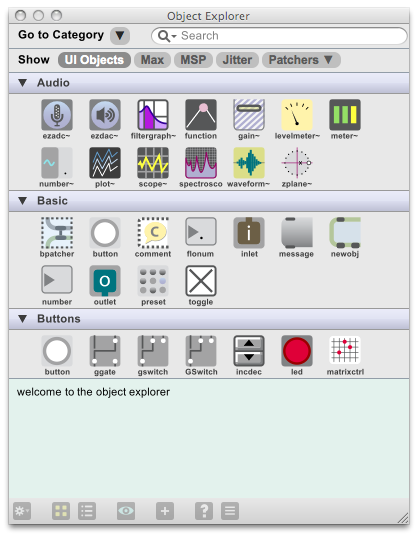 Object Explorer
Go to Category ▼ Search
Show UI Objects Max MSP Jitter Patchers ▼
▼ Audio
ezadc~ ezdac~ filtergraph~ function gain~ levelmeter~ meter~
number~ plot~ scope~ spectrosco waveform~ zplane~
▼ Basic
bpatcher button comment flonum inlet message newobj
number outlet preset toggle
▼ Buttons
button ggate gswitch GSwitch incdec led matrixctrl
welcome to the object explorer